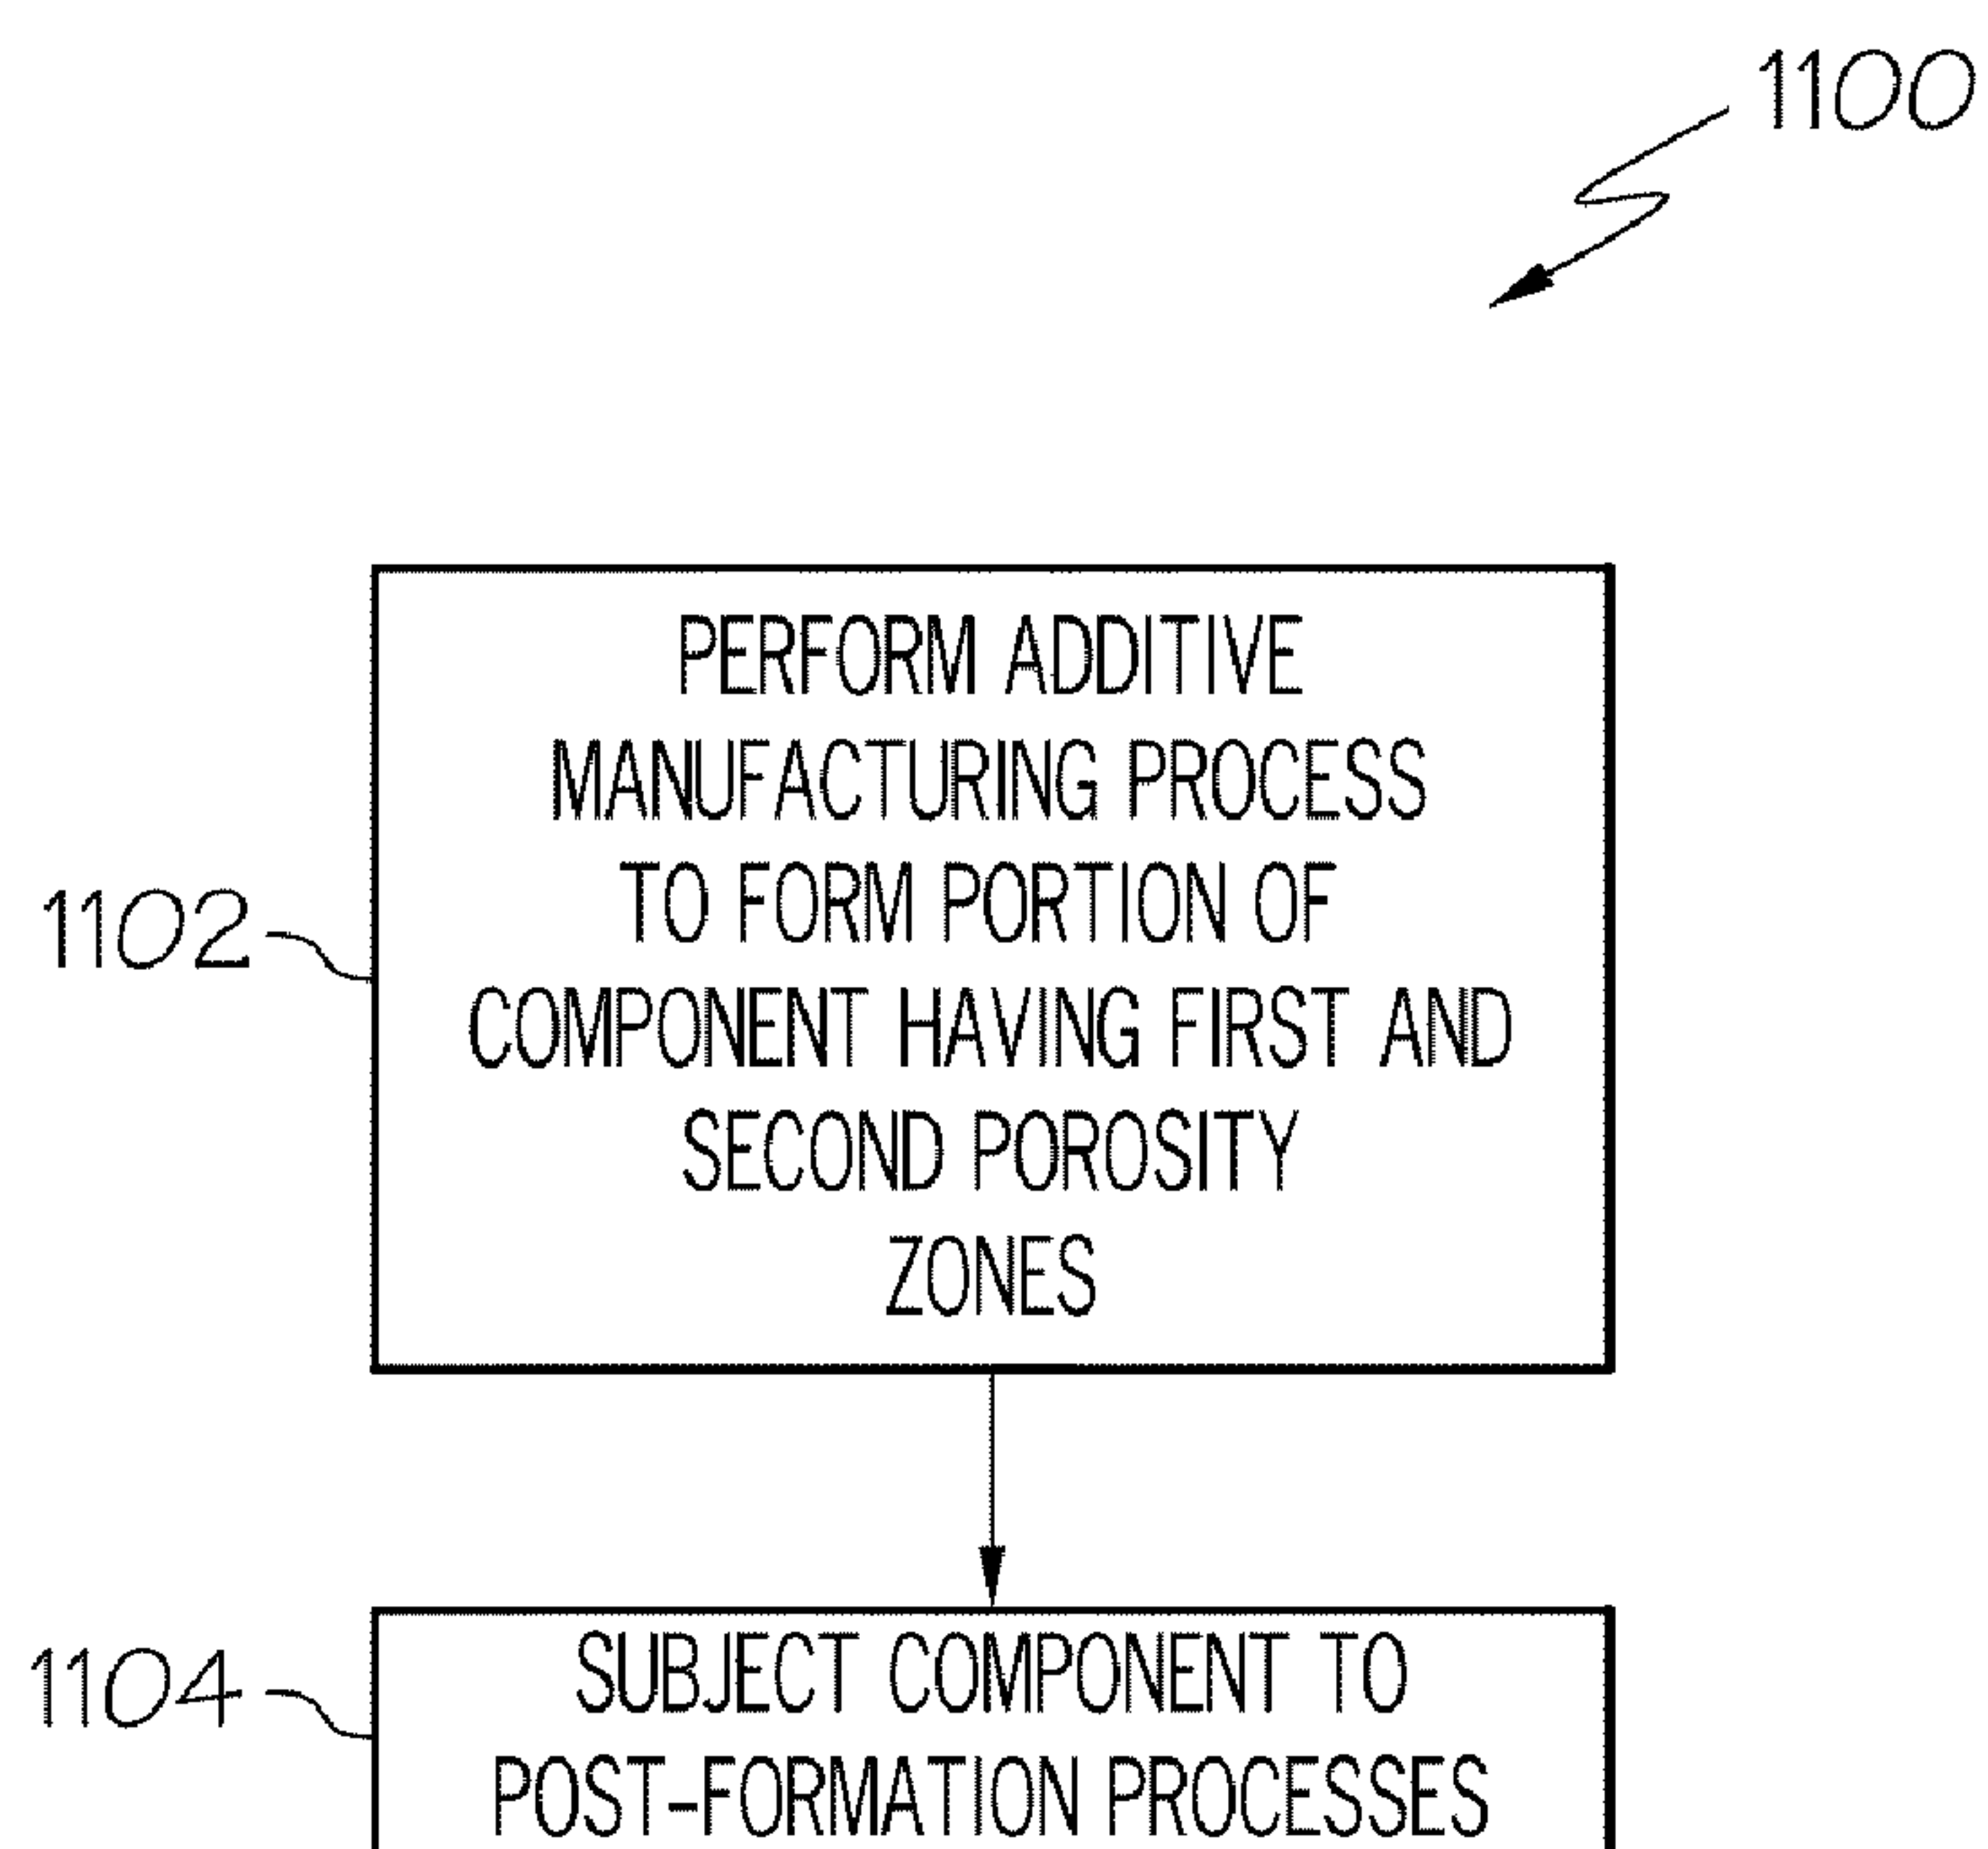 1100
PERFORM ADDITIVE
MANUFACTURING PROCESS
TO FORM PORTION OF
1102
COMPONENT HAVING FIRST AND
SECOND POROSITY
ZONES
SUBJECT COMPONENT TO
1104
POST-FORMATION PROCESSES